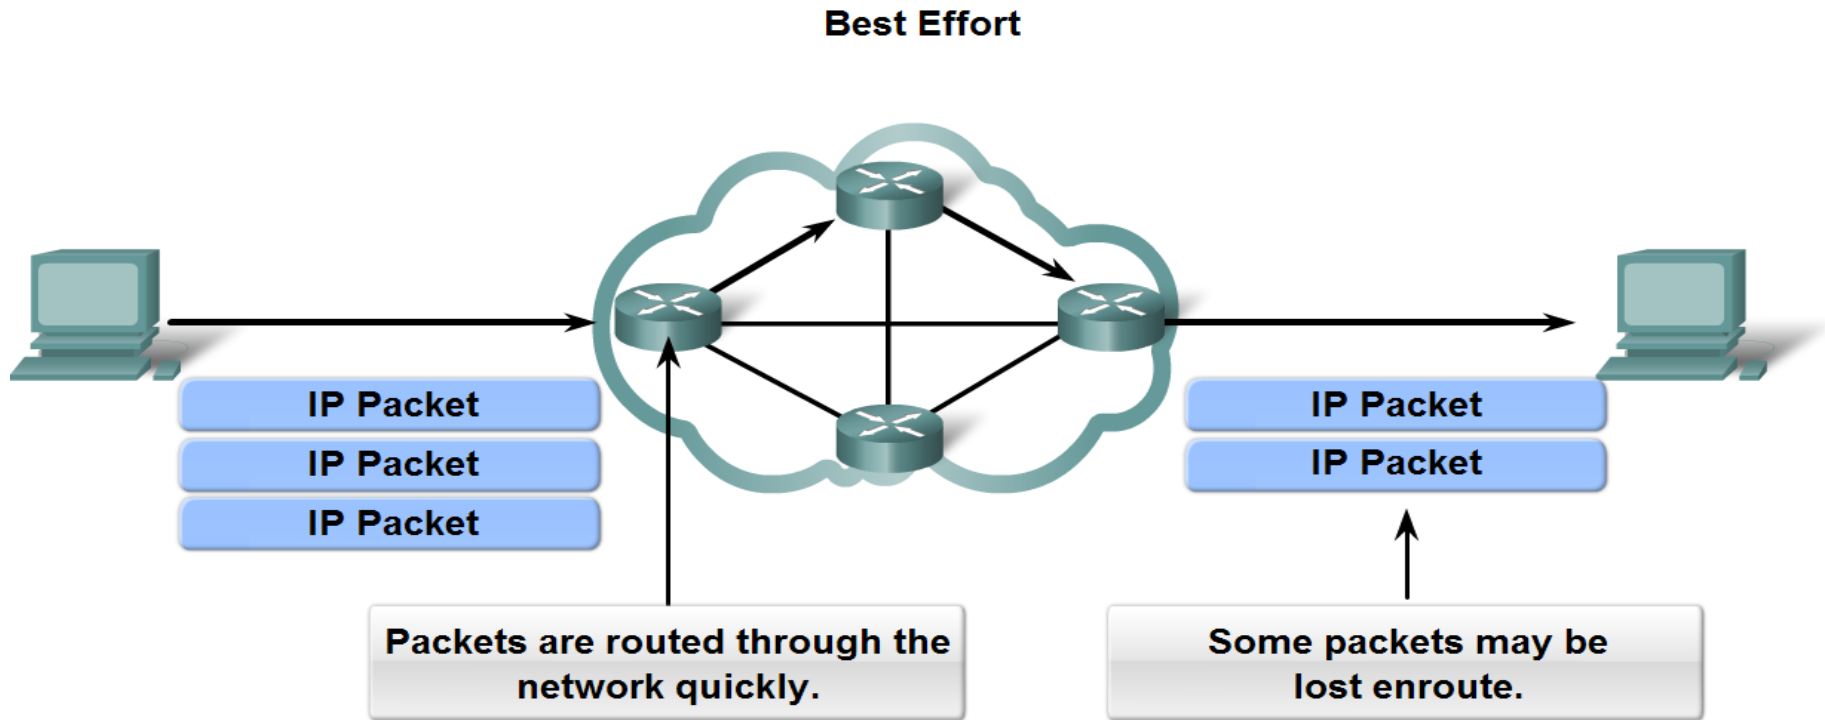 Best Effort
IP Packet
IP Packet
IP Packet
IP Packet
IP Packet
Packets are routed through the
network quickly.
Some packets may be
lost enroute.